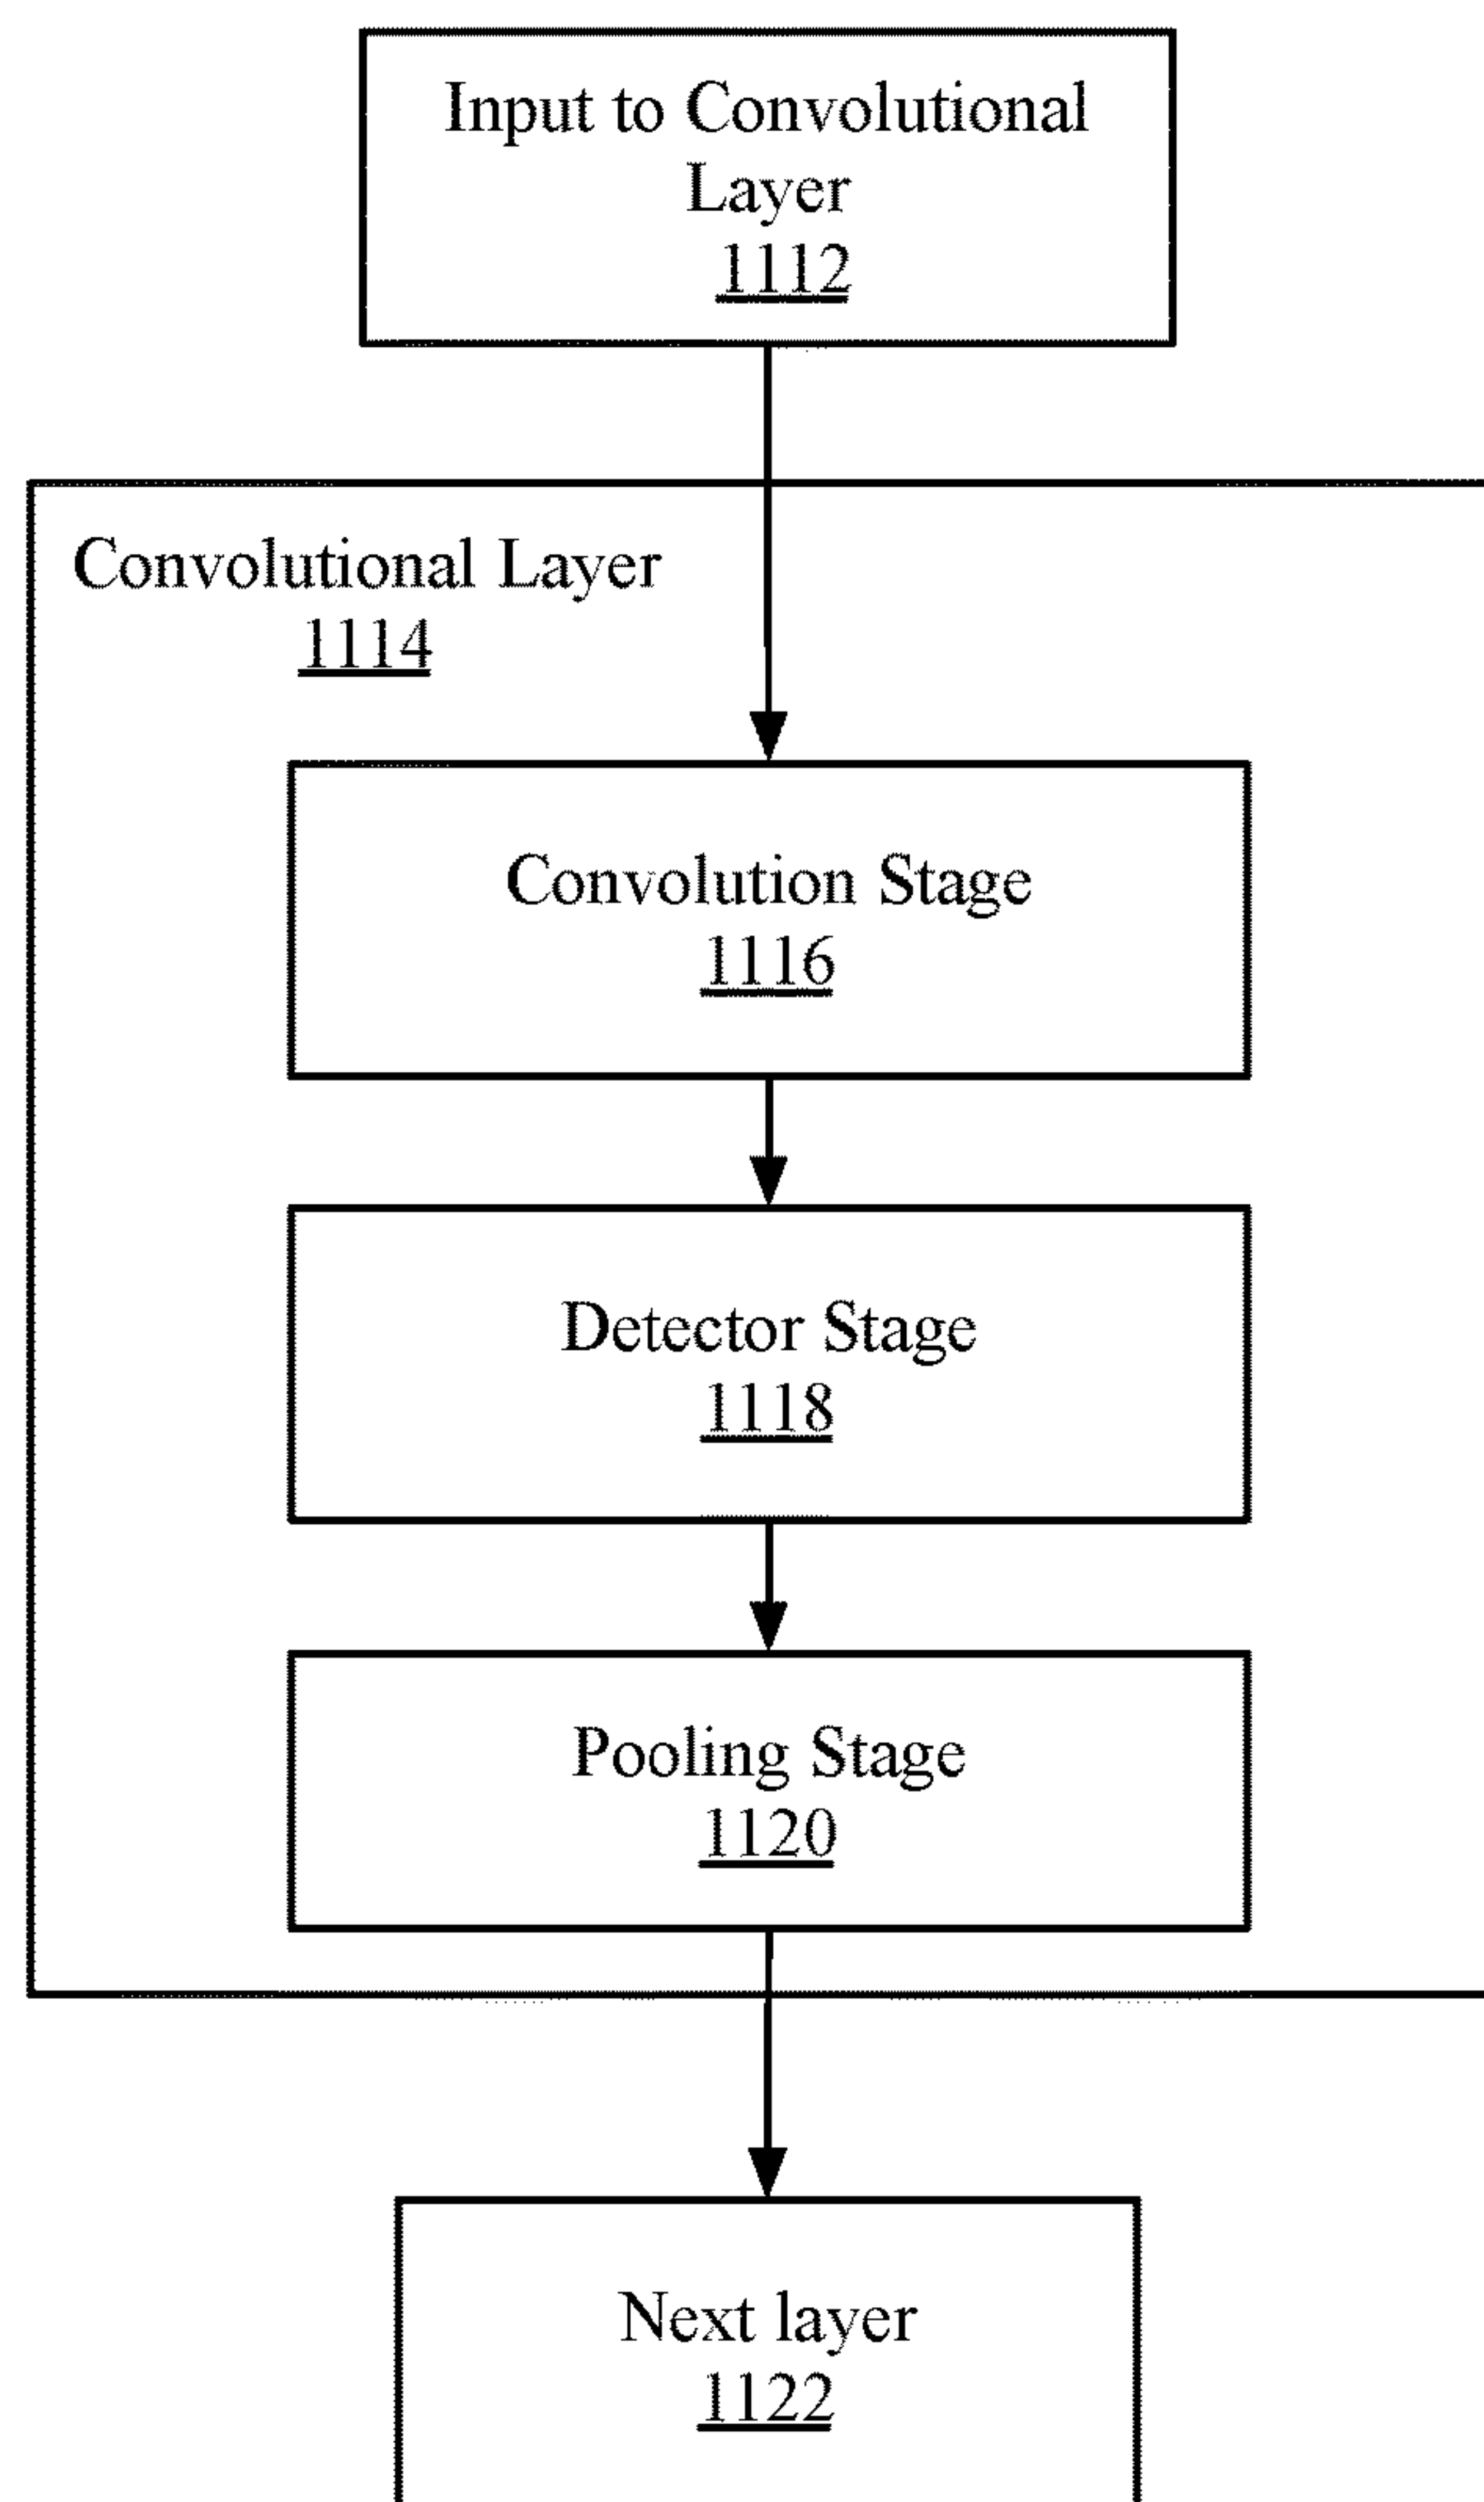 Input to Convolutional
Layer
1112
Convolutional Layer
1114
Convolution Stage
1116
Detector Stage
1118
Pooling Stage
1120
Next layer
1122